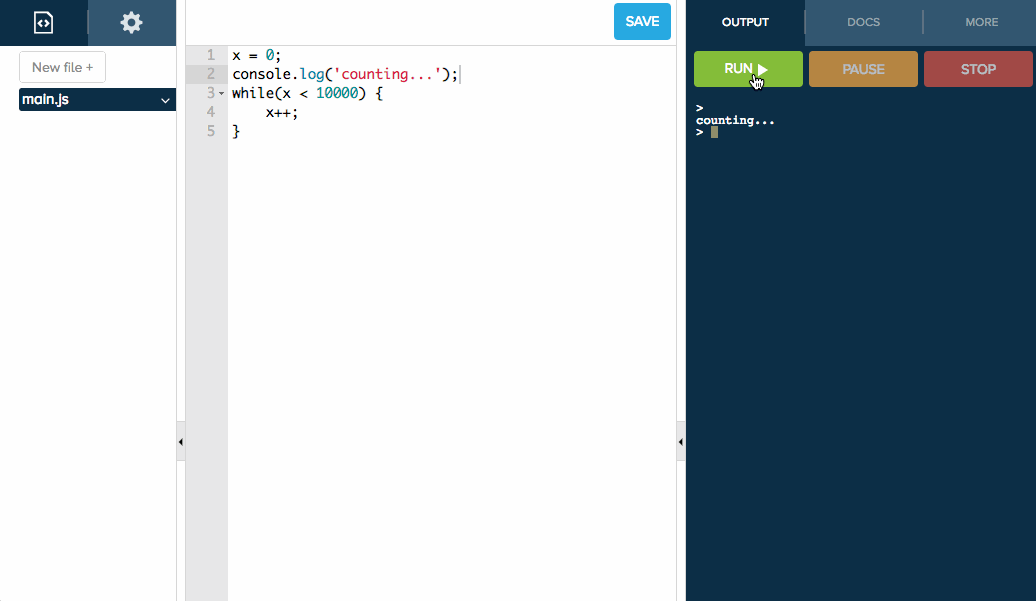 SAVE
OUTPUT
DOCS
MORE
New file +
main.js
1 x = 0;
2 console.log('counting...');
3 while(x < 10000) {
4     x++;
5 }
RUN
PAUSE
STOP
>
counting...
>